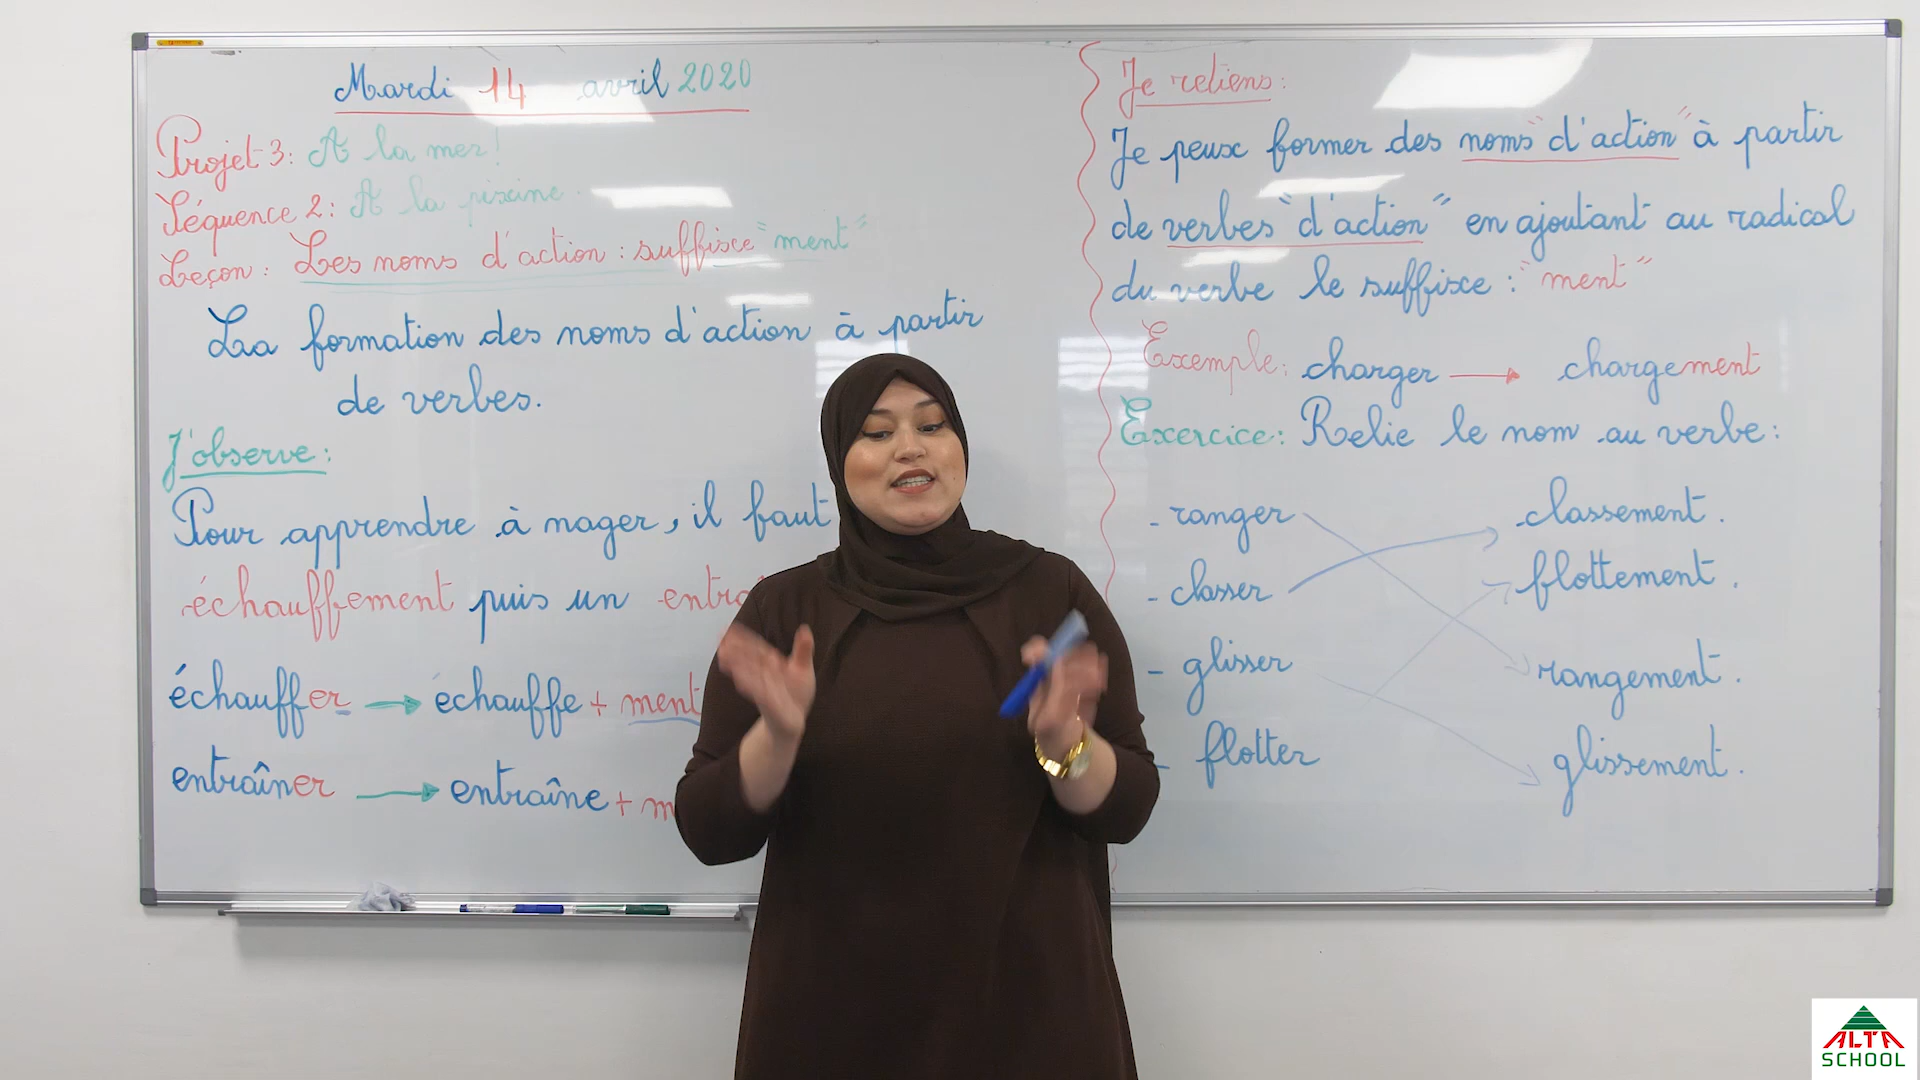 Mardi 14 avril 2020
Projet 3: A la mer!
Séquence 2: A la piscine.
Leçon: Les noms d'action: suffixe "ment"
La formation des noms d'action à partir
de verbes.
J'observe:
Pour apprendre à nager, il faut
échauffement puis un
échauffer → échauffe + ment
entraîner → entraîne +
Je retiens:
Je peux former des noms "d'action" à partir
de verbes "d'action" en ajoutant au radical
du verbe le suffixe: "ment"
Exemple: charger → chargement
Exercice: Relie le nom au verbe:
- ranger classement.
- classer flottement.
- glisser rangement.
- flotter glissement.
ALTA
SCHOOL